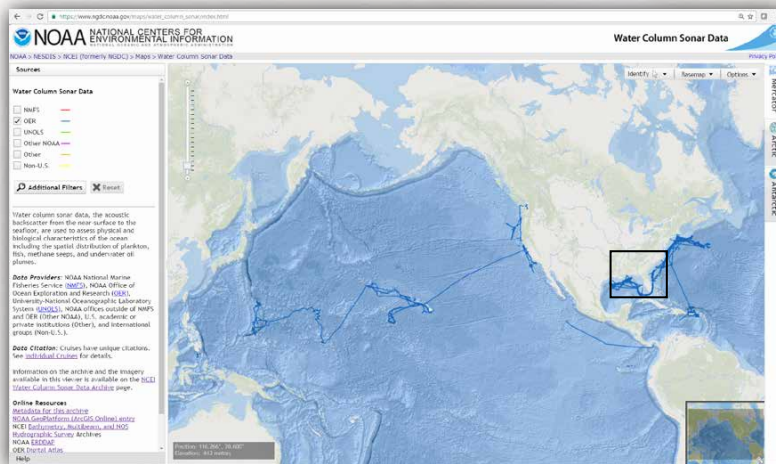 https://www.ngdc.noaa.gov/maps/water_column_sonar/index.html
NOAA NATIONAL CENTERS FOR
ENVIRONMENTAL INFORMATION
NATIONAL OCEANIC AND ATMOSPHERIC ADMINISTRATION
Water Column Sonar Data
NOAA > NESDIS > NCEI (formerly NGDC) > Maps > Water Column Sonar Data
Privacy Po
Sources
Water Column Sonar Data
NMFS
OER
UNOLS
Other NOAA
Other
Non-U.S.
Additional Filters
Reset
Water column sonar data, the acoustic
backscatter from the near-surface to the
seafloor, are used to assess physical and
biological characteristics of the ocean
including the spatial distribution of plankton,
fish, methane seeps, and underwater oil
plumes.
Data Providers: NOAA National Marine
Fisheries Service (NMFS), NOAA Office of
Ocean Exploration and Research (OER),
University-National Oceanographic Laboratory
System (UNOLS), NOAA offices outside of NMFS
and OER (Other NOAA), U.S. academic or
private institutions (Other), and international
groups (Non-U.S.).
Data Citation: Cruises have unique citations.
See Individual Cruises for details.
Information on the archive and the imagery
available in this viewer is available on the NCEI
Water Column Sonar Data Archive page.
Online Resources
Metadata for this archive
NOAA GeoPlatform (ArcGIS Online) entry
NCEI Bathymetry, Multibeam, and NOS
Hydrographic Survey Archives
NOAA ERDDAP
OER Digital Atlas
Help
Identify
Basemap
Options
Mercator
Arctic
Antarctic
Position:
Elevation: